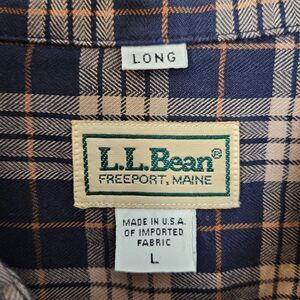 LONG
L.L.Bean®
FREEPORT, MAINE
MADE IN U.S.A.
OF IMPORTED
FABRIC
L